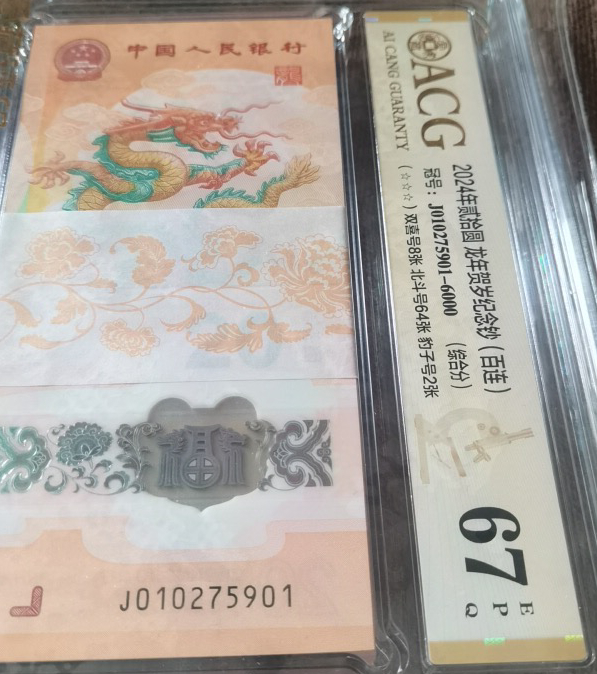 中国人民银行
J010275901
ACG
AI CANG GUARANTY
2024年贰拾圆 龙年贺岁纪念钞（百连）
冠号：J010275901-6000 （综合分）
（☆☆☆）双喜号8张 北斗号64张 豹子号2张
67
EPQ